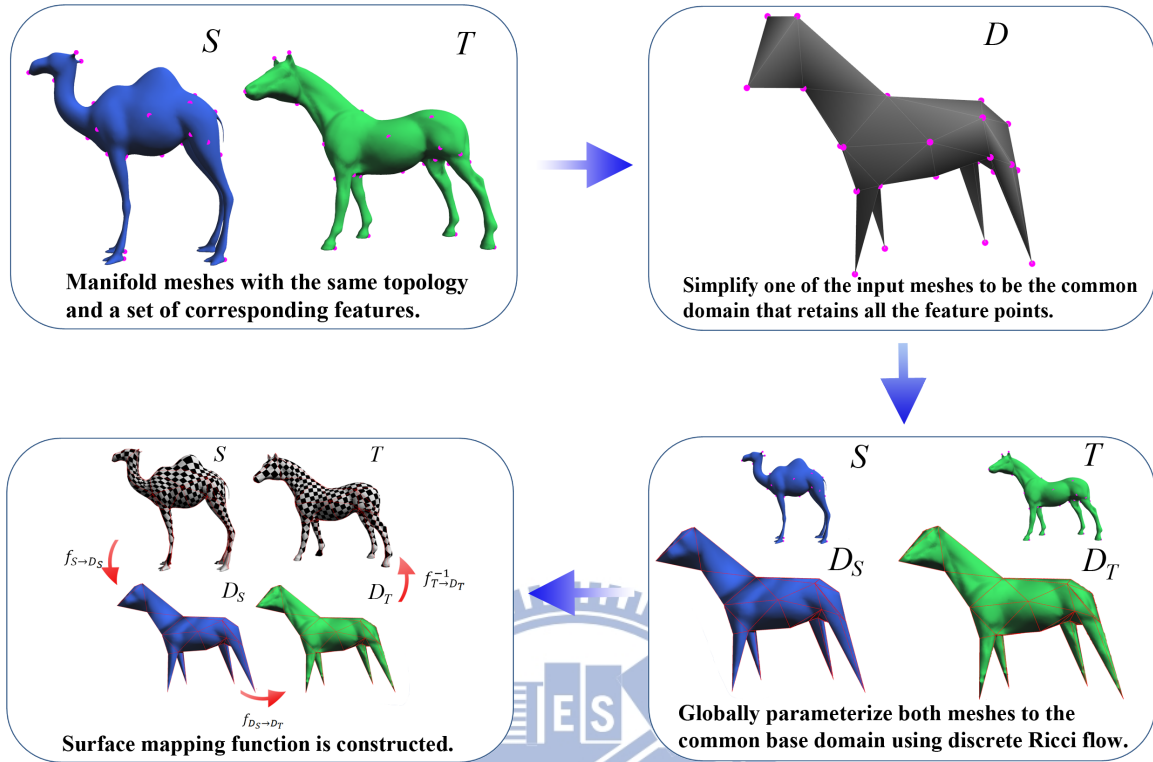 S
T
Manifold meshes with the same topology
and a set of corresponding features.
D
Simplify one of the input meshes to be the common
domain that retains all the feature points.
S
T
D_S
D_T
Globally parameterize both meshes to the
common base domain using discrete Ricci flow.
S
T
f_{S→D_S}
f_{T→D_T}^{-1}
D_S
D_T
f_{D_S→D_T}
Surface mapping function is constructed.
ES